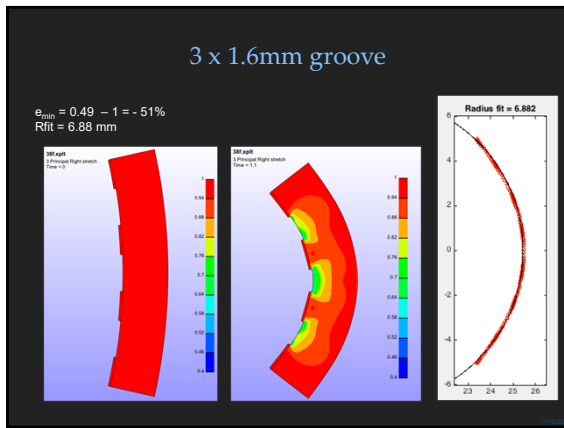 3 x 1.6mm groove
e_min = 0.49 – 1 = - 51%
Rfit = 6.88 mm
38f.xplt
3 Principal Right stretch
Time = 0
1
0.94
0.88
0.82
0.76
0.7
0.64
0.58
0.52
0.46
0.4
38f.xplt
3 Principal Right stretch
Time = 1.1
1
0.94
0.88
0.82
0.76
0.7
0.64
0.58
0.52
0.46
0.4
Radius fit = 6.882
6
4
2
0
-2
-4
-6
23 24 25 26